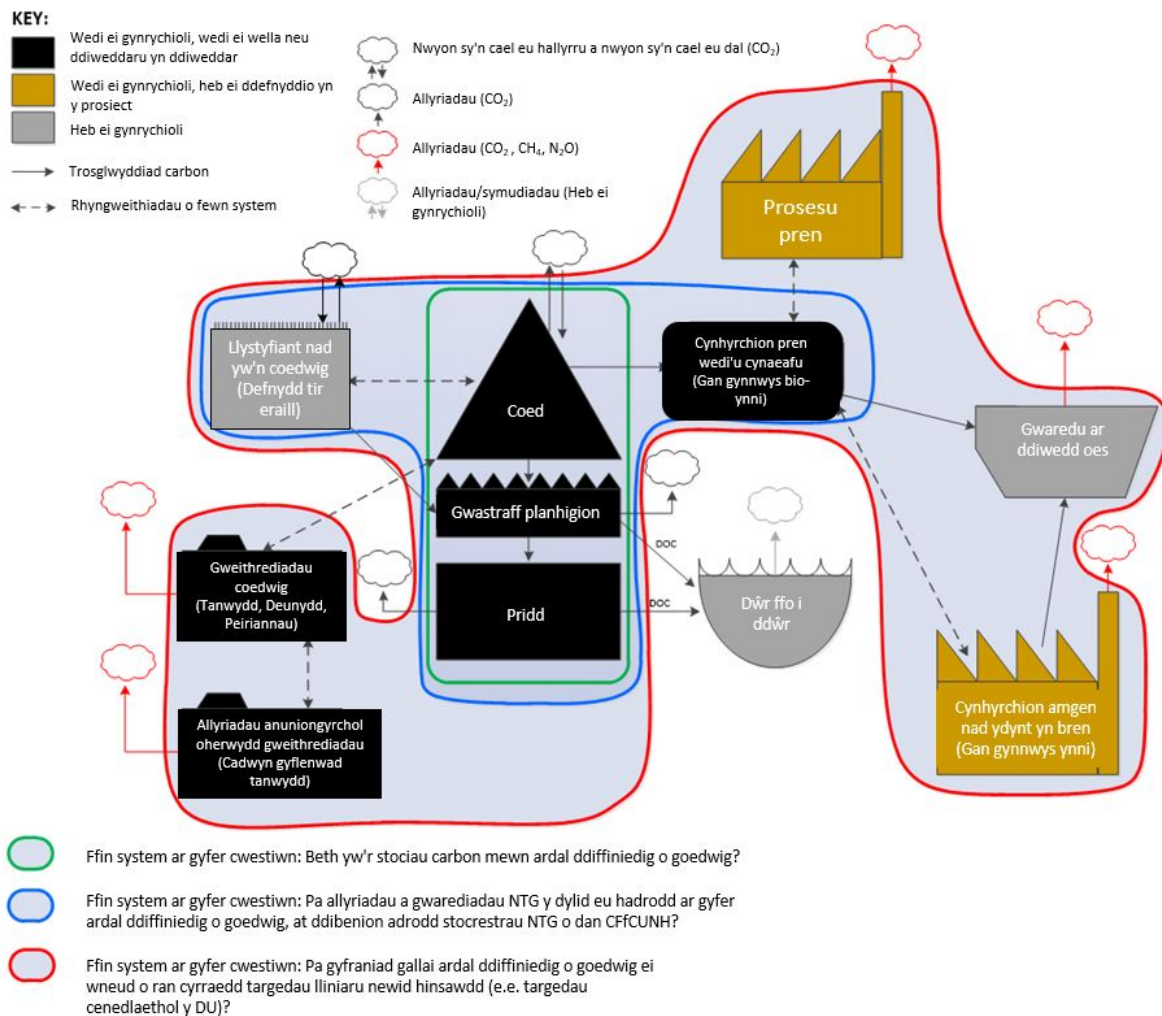 KEY:
Wedi ei gynrychioli, wedi ei wella neu
ddiweddaru yn ddiweddar
Wedi ei gynrychioli, heb ei ddefnyddio yn
y prosiect
Heb ei gynrychioli
Trosglwyddiad carbon
Rhyngweithiadau o fewn system
Nwyon sy'n cael eu hallyrru a nwyon sy'n cael eu dal (CO₂)
Allyriadau (CO₂)
Allyriadau (CO₂ , CH₄, N₂O)
Allyriadau/symudiadau (Heb ei
gynrychioli)
Prosesu
pren
Llystyfiant nad
yw'n coedwig
(Defnydd tir
eraill)
Coed
Cynhyrchion pren
wedi'u cynaeafu
(Gan gynnwys bio-
ynni)
Gwaredu ar
ddiwedd oes
Gwastraff planhigion
DOC
Gweithrediadau
coedwig
(Tanwydd, Deunydd,
Peiriannau)
Pridd
DOC
Dŵr ffo i
ddŵr
Allyriadau anuniongyrchol
oherwydd gweithrediadau
(Cadwyn gyflenwad
tanwydd)
Cynhyrchion amgen
nad ydynt yn bren
(Gan gynnwys ynni)
Ffin system ar gyfer cwestiwn: Beth yw'r stociau carbon mewn ardal ddiffiniedig o goedwig?
Ffin system ar gyfer cwestiwn: Pa allyriadau a gwarediadau NTG y dylid eu hadrodd ar gyfer
ardal ddiffiniedig o goedwig, at ddibenion adrodd stocrestrau NTG o dan CFfCUNH?
Ffin system ar gyfer cwestiwn: Pa gyfraniad gallai ardal ddiffiniedig o goedwig ei
wneud o ran cyrraedd targedau lliniaru newid hinsawdd (e.e. targedau
cenedlaethol y DU)?